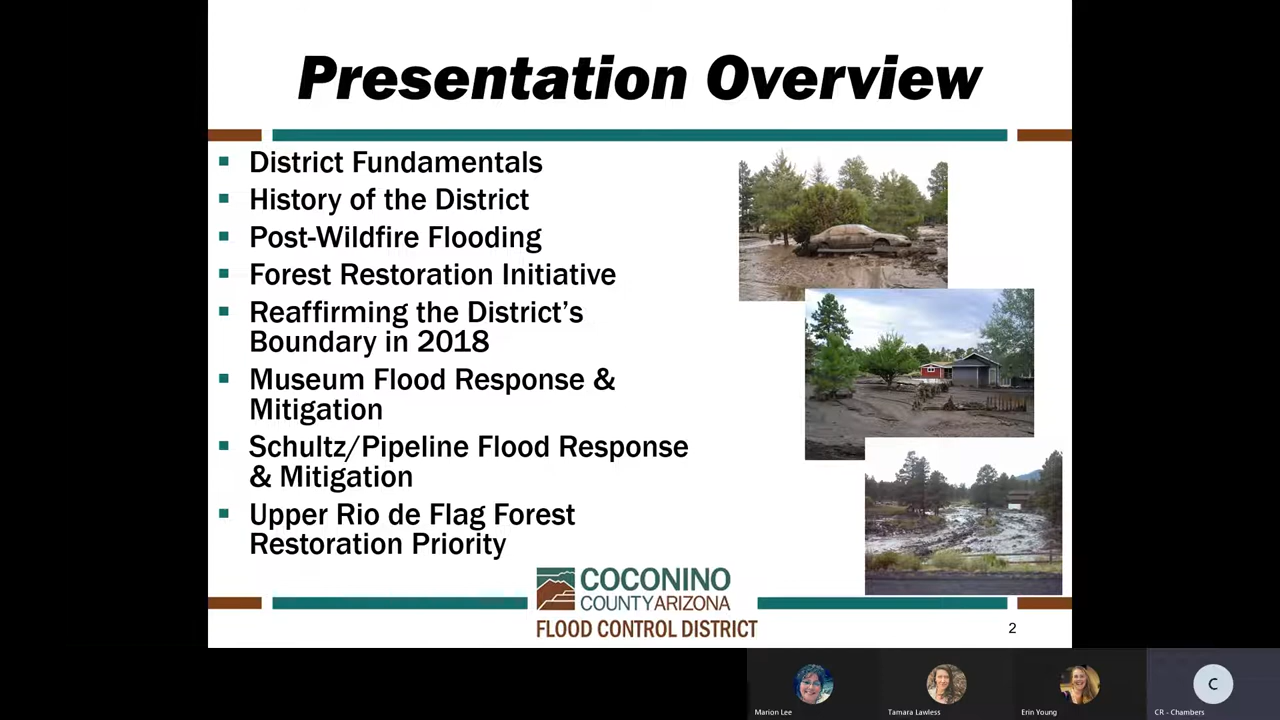 Presentation Overview
▪ District Fundamentals
▪ History of the District
▪ Post-Wildfire Flooding
▪ Forest Restoration Initiative
▪ Reaffirming the District’s
Boundary in 2018
▪ Museum Flood Response &
Mitigation
▪ Schultz/Pipeline Flood Response
& Mitigation
▪ Upper Rio de Flag Forest
Restoration Priority
COCONINO
COUNTY ARIZONA
FLOOD CONTROL DISTRICT
2
C
Marion Lee
Tamara Lawless
Erin Young
CR - Chambers